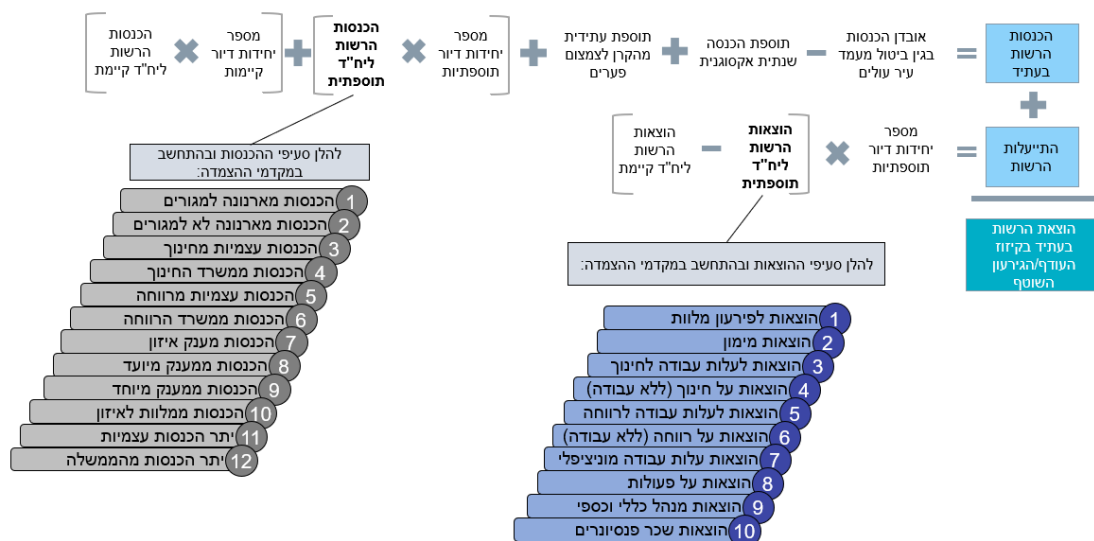 הכנסות
הרשות
בעתיד
=
אובדן הכנסות
בגין ביטול מעמד
עיר עולים
−
תוספת הכנסה
שנתית אקסוגנית
+
תוספת עתידית
מהקרן לצמצום
פערים
+
מספר
יחידות דיור
תוספתיות
×
הכנסות
הרשות
ליח"ד
תוספתית
+
מספר
יחידות דיור
קיימות
×
הכנסות
הרשות
ליח"ד קיימת
+
התייעלות
הרשות
=
מספר
יחידות דיור
תוספתיות
×
הוצאות
הרשות
ליח"ד
תוספתית
−
הוצאות
הרשות
ליח"ד קיימת
הוצאת הרשות
בעתיד בקיזוז
העודף/הגירעון
השוטף
להלן סעיפי ההכנסות ובהתחשב
במקדמי ההצמדה:
1 הכנסות מארנונה למגורים
2 הכנסות מארנונה לא למגורים
3 הכנסות עצמיות מחינוך
4 הכנסות ממשרד החינוך
5 הכנסות עצמיות מרווחה
6 הכנסות ממשרד הרווחה
7 הכנסות מענק איזון
8 הכנסות ממענק מיועד
9 הכנסות ממענק מיוחד
10 הכנסות ממלוות לאיזון
11 יתר הכנסות עצמיות
12 יתר הכנסות מהממשלה
להלן סעיפי ההוצאות ובהתחשב במקדמי ההצמדה:
1 הוצאות לפירעון מלוות
2 הוצאות מימון
3 הוצאות לעלות עבודה לחינוך
4 הוצאות על חינוך (ללא עבודה)
5 הוצאות לעלות עבודה לרווחה
6 הוצאות על רווחה (ללא עבודה)
7 הוצאות עלות עבודה מוניציפלי
8 הוצאות על פעולות
9 הוצאות מנהל כללי וכספי
10 הוצאות שכר פנסיונרים